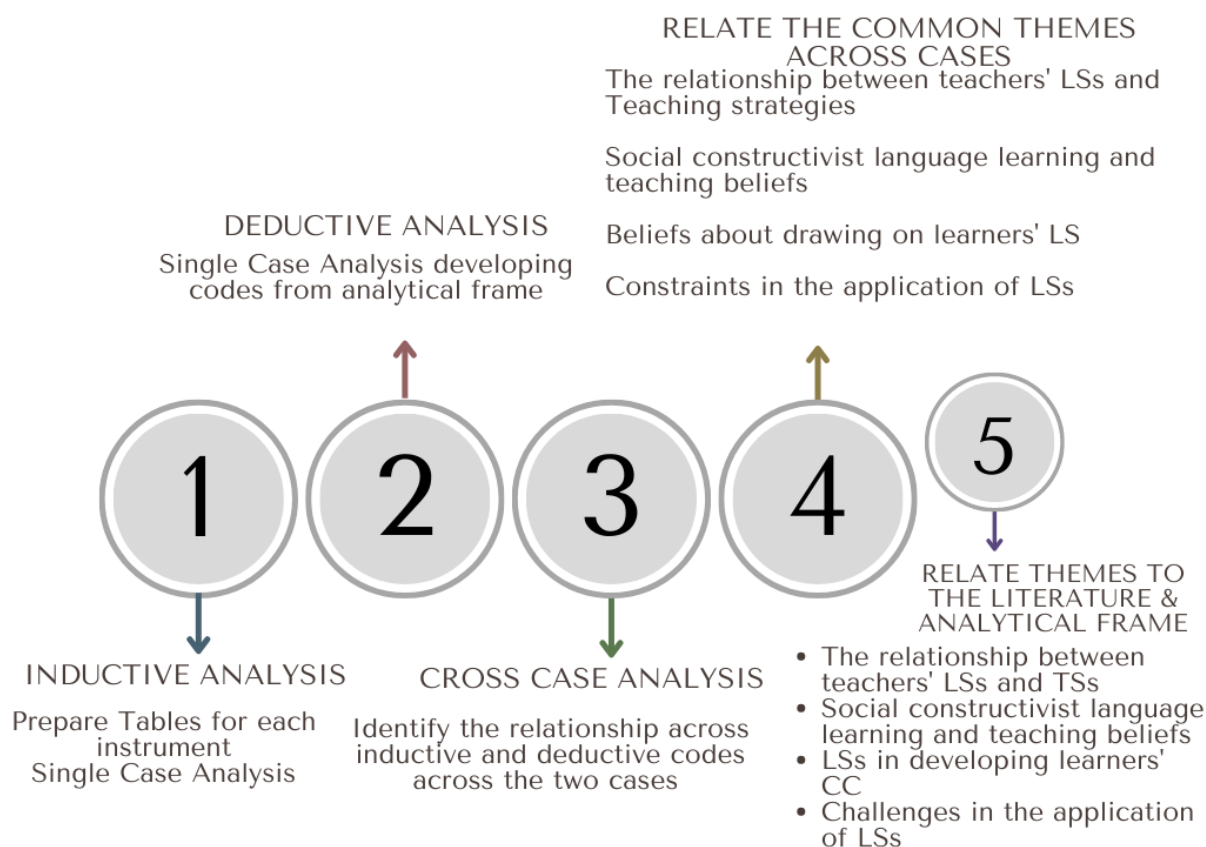 1
INDUCTIVE ANALYSIS
Prepare Tables for each
instrument
Single Case Analysis
2
DEDUCTIVE ANALYSIS
Single Case Analysis developing
codes from analytical frame
3
CROSS CASE ANALYSIS
Identify the relationship across
inductive and deductive codes
across the two cases
4
RELATE THE COMMON THEMES
ACROSS CASES
The relationship between teachers' LSs and
Teaching strategies
Social constructivist language learning and
teaching beliefs
Beliefs about drawing on learners' LS
Constraints in the application of LSs
5
RELATE THEMES TO
THE LITERATURE &
ANALYTICAL FRAME
• The relationship between
teachers' LSs and TSs
• Social constructivist language
learning and teaching beliefs
• LSs in developing learners'
CC
• Challenges in the application
of LSs